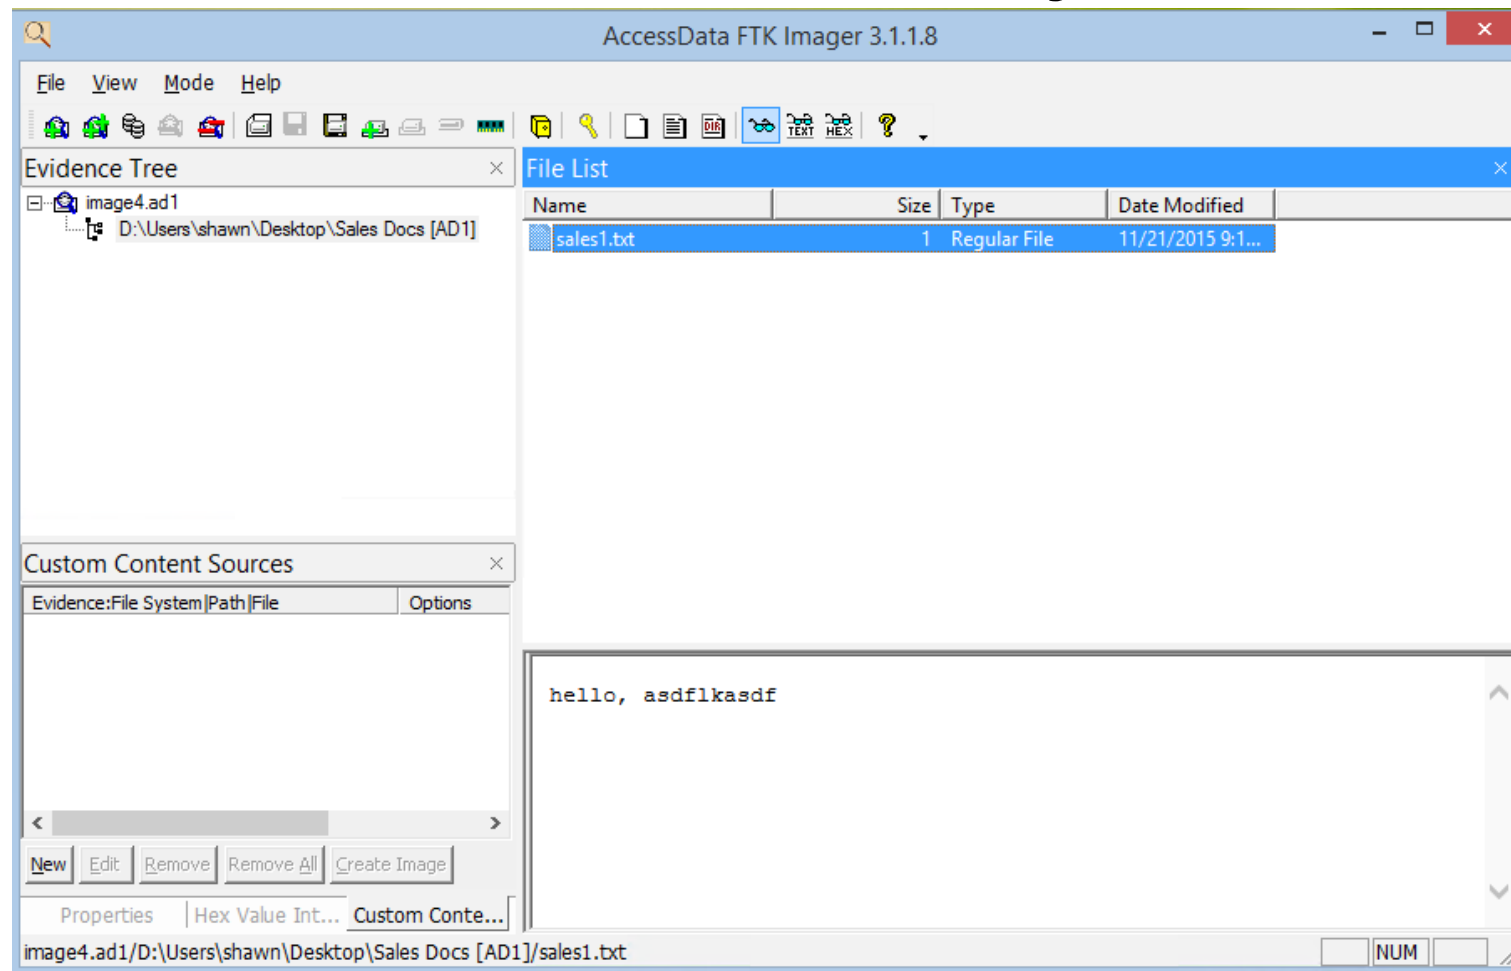 AccessData FTK Imager 3.1.1.8
File View Mode Help
DIR TEXT HEX
Evidence Tree
image4.ad1
D:\Users\shawn\Desktop\Sales Docs [AD1]
File List
Name Size Type Date Modified
sales1.txt 1 Regular File 11/21/2015 9:1...
Custom Content Sources
Evidence:File System|Path|File Options
New Edit Remove Remove All Create Image
Properties Hex Value Int... Custom Conte...
hello, asdflkasdf
image4.ad1/D:\Users\shawn\Desktop\Sales Docs [AD1]/sales1.txt NUM